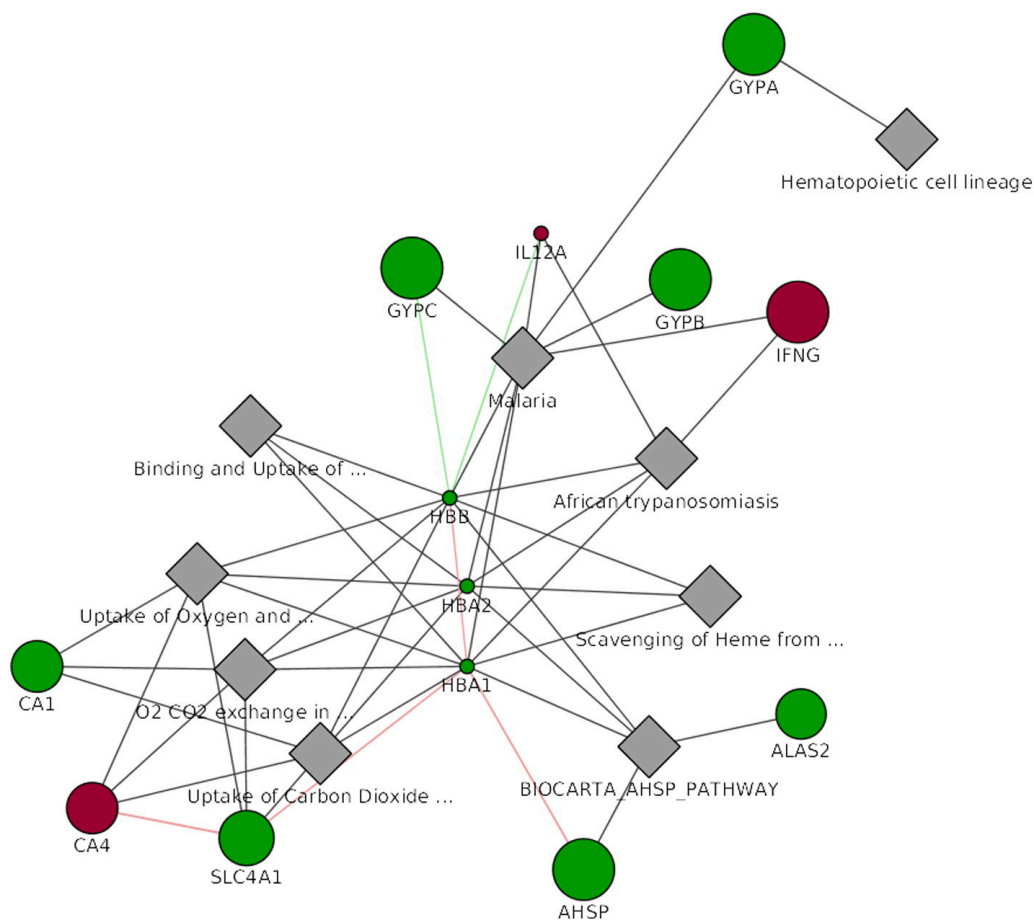 GYPA
Hematopoietic cell lineage
IL12A
GYPC
GYPB
IFNG
Malaria
Binding and Uptake of ...
African trypanosomiasis
HBB
HBA2
Uptake of Oxygen and ...
Scavenging of Heme from ...
HBA1
CA1
O2 CO2 exchange in ...
ALAS2
BIOCARTA_AHSP_PATHWAY
Uptake of Carbon Dioxide ...
CA4
SLC4A1
AHSP